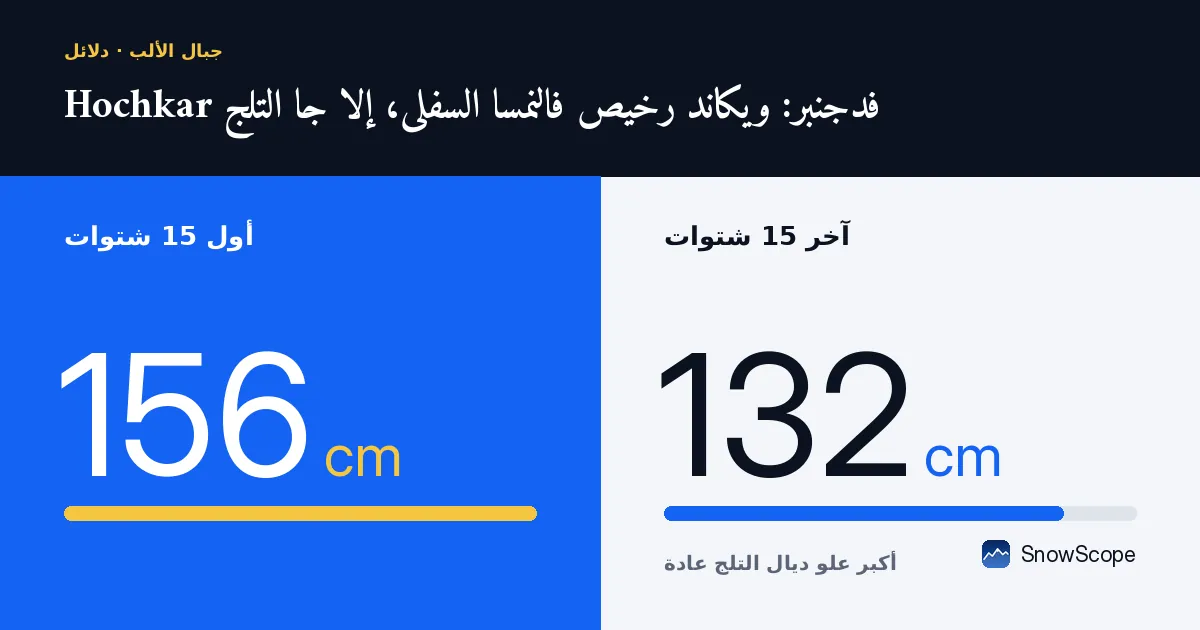 جبال الألب · دلائل
Hochkar فدجنبر: ويكاند رخيص فالنمسا السفلى، إلا جا التلج
أول 15 شتوات
156 cm
آخر 15 شتوات
132 cm
أكبر علو ديال التلج عادة
SnowScope